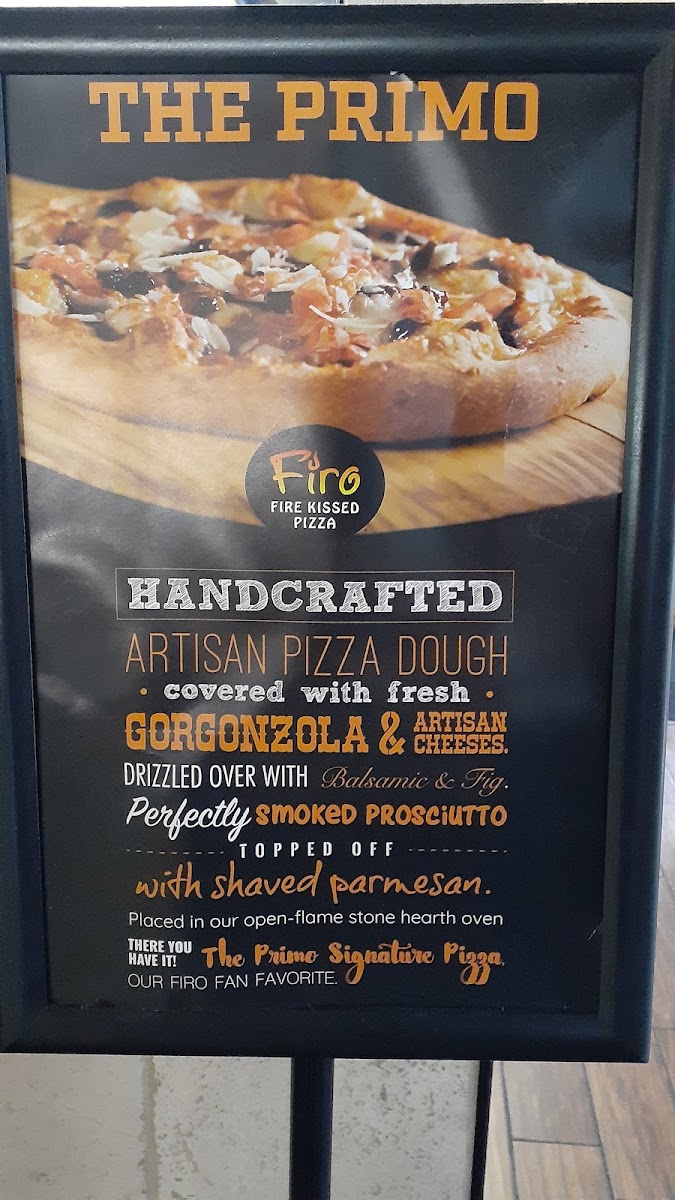 THE PRIMO
Firo
FIRE KISSED
PIZZA
HANDCRAFTED
ARTISAN PIZZA DOUGH
• covered with fresh •
GORGONZOLA & ARTISAN CHEESES.
DRIZZLED OVER WITH Balsamic & Fig.
Perfectly SMOKED PROSCIUTTO
TOPPED OFF
with shaved parmesan.
Placed in our open-flame stone hearth oven
THERE YOU HAVE IT! The Primo Signature Pizza,
OUR FIRO FAN FAVORITE.